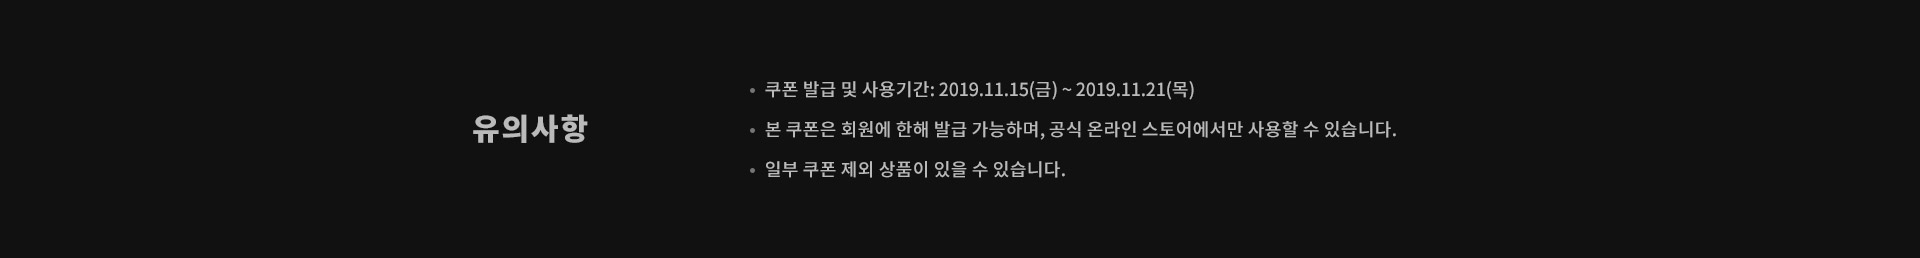 유의사항
• 쿠폰 발급 및 사용기간: 2019.11.15(금) ~ 2019.11.21(목)
• 본 쿠폰은 회원에 한해 발급 가능하며, 공식 온라인 스토어에서만 사용할 수 있습니다.
• 일부 쿠폰 제외 상품이 있을 수 있습니다.